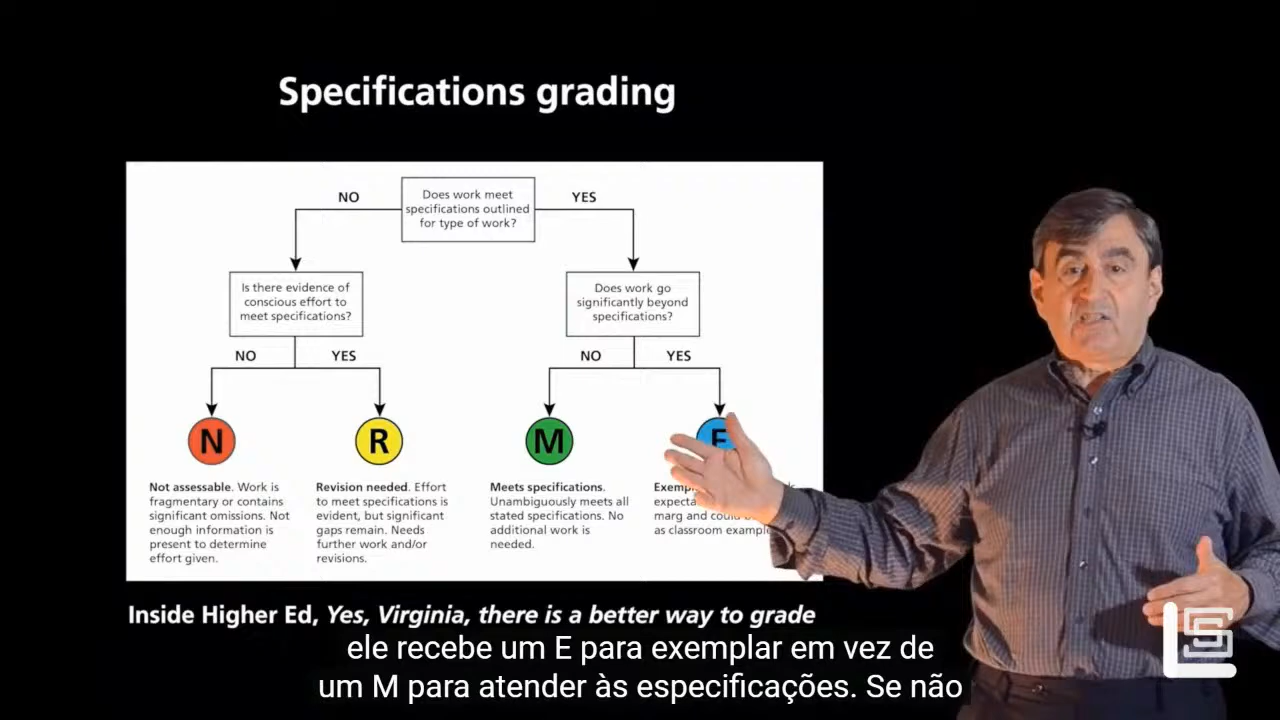 Specifications grading
NO
Does work meet
specifications outlined
for type of work?
YES
Is there evidence of
conscious effort to
meet specifications?
Does work go
significantly beyond
specifications?
NO
YES
NO
YES
N
R
M
E
Not assessable. Work is
fragmentary or contains
significant omissions. Not
enough information is
present to determine
effort given.
Revision needed. Effort
to meet specifications is
evident, but significant
gaps remain. Needs
further work and/or
revisions.
Meets specifications.
Unambiguously meets all
stated specifications. No
additional work is
needed.
marg and could
as classroom example
Inside Higher Ed, Yes, Virginia, there is a better way to grade
ele recebe um E para exemplar em vez de
um M para atender às especificações. Se não